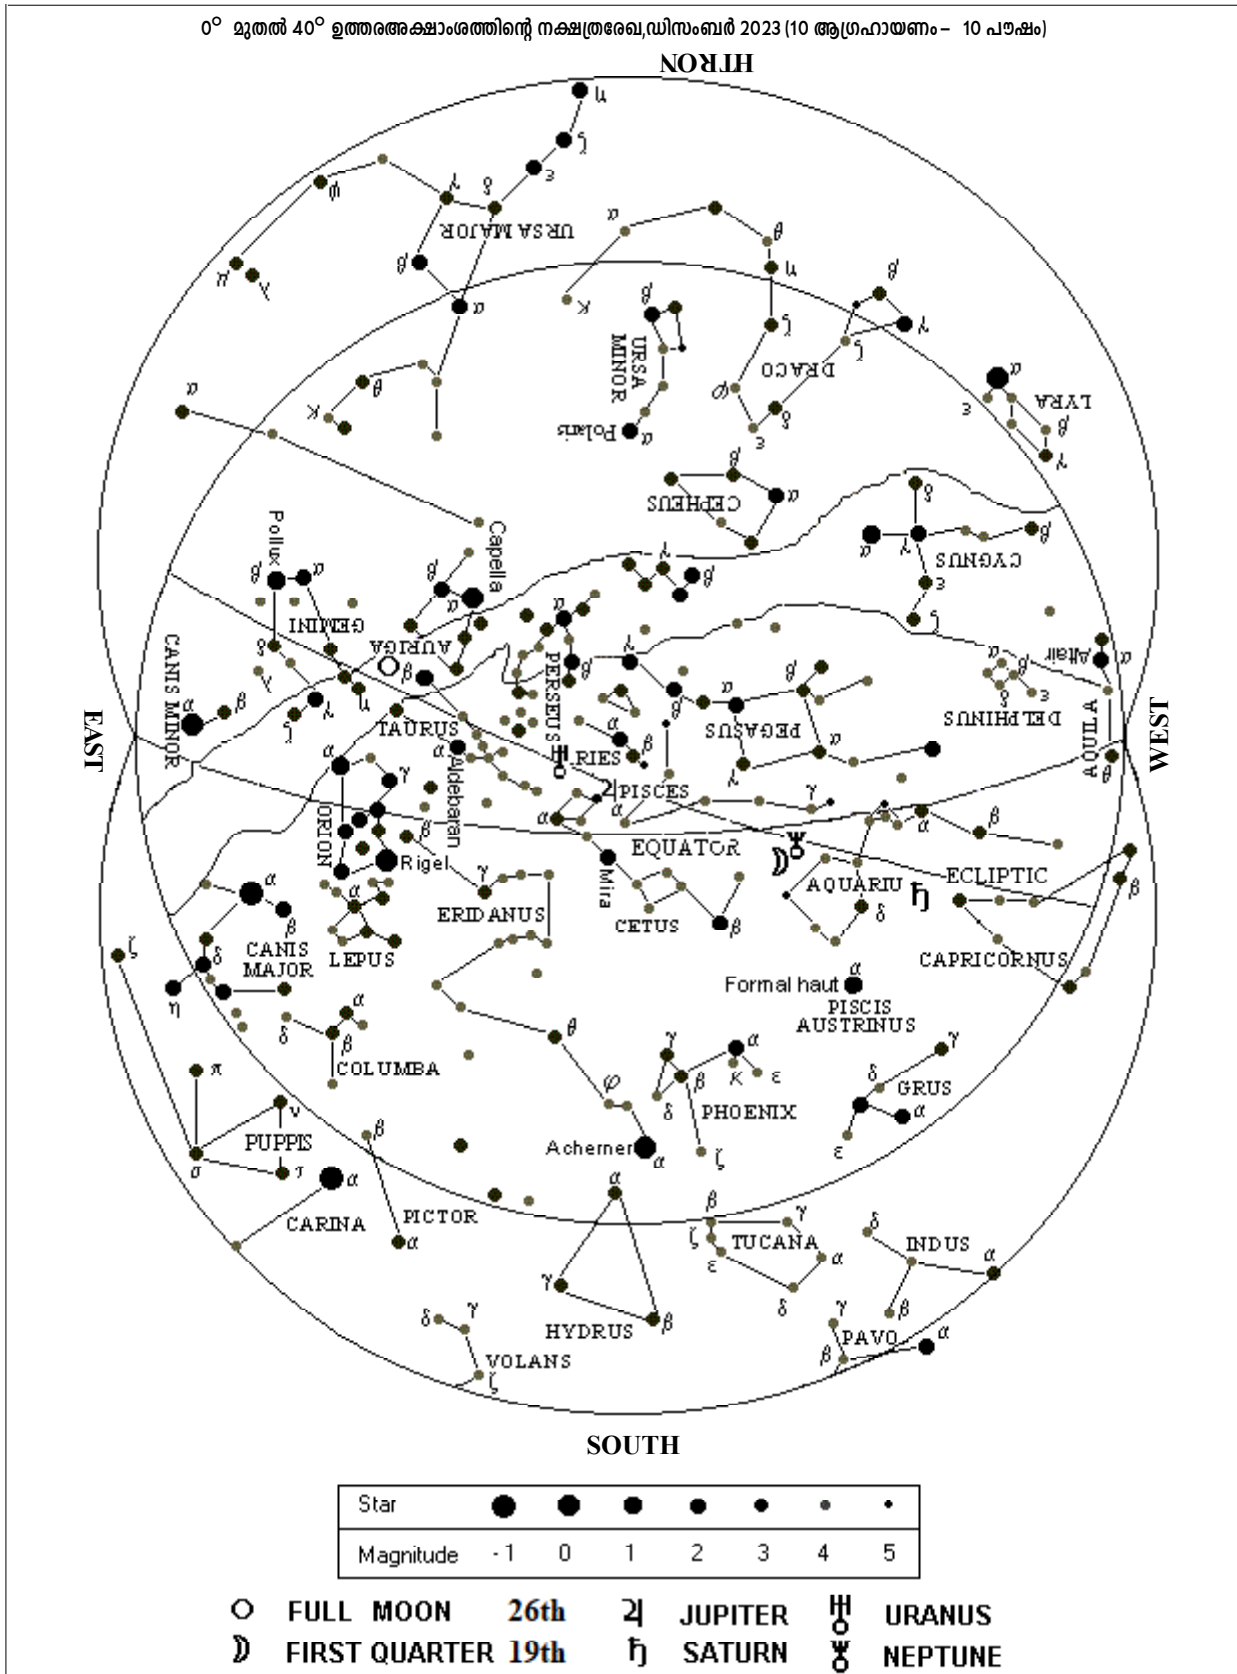 0° മുതൽ 40° ഉത്തരഅക്ഷാംശത്തിന്റെ നക്ഷത്രരേഖ,ഡിസംബർ 2023 (10 ആഗ്രഹായണം – 10 പൗഷം)
NORTH
η
ζ
ε
δ
γ
φ
URSA MAJOR
α
θ
μ
λ
β
η
α
κ
β
β
γ
URSA MINOR
ζ
ζ
DRACO
α
LYRA
ε
β
γ
α
θ
κ
φ
δ
ε
Polaris
α
β
α
CEPHEUS
δ
Pollux
β
α
Capella
β
α
γ
β
α
γ
CYGNUS
β
ε
ζ
GEMINI
AURIGA
α
PERSEUS
δ
λ
ζ
γ
η
β
TAURUS
β
γ
β
α
PEGASUS
β
α
γ
Altair
α
β
γ
δ
ε
DELPHINUS
AQUILA
θ
CANIS MINOR
α
β
EAST
WEST
α
γ
ORION
α
Aldebaran
α
β
RIES
PISCES
α
α
γ
EQUATOR
β
Rigel
γ
ERIDANUS
Mira
CETUS
β
AQUARIU
δ
α
β
ECLIPTIC
β
CAPRICORNUS
α
β
CANIS MAJOR
δ
η
ζ
α
LEPUS
Formal haut
α
PISCIS AUSTRINUS
δ
α
β
COLUMBA
θ
φ
γ
β
δ
α
κ
ε
PHOENIX
ζ
γ
δ
GRUS
α
ε
π
ν
PUPPIS
σ
τ
β
PICTOR
α
Acherner
α
α
CARINA
α
HYDRUS
γ
β
β
γ
ζ
TUCANA
ε
α
δ
δ
INDUS
α
β
γ
PAVO
α
β
δ
γ
VOLANS
ζ
SOUTH
Star
Magnitude -1 0 1 2 3 4 5
FULL MOON 26th JUPITER URANUS
FIRST QUARTER 19th SATURN NEPTUNE